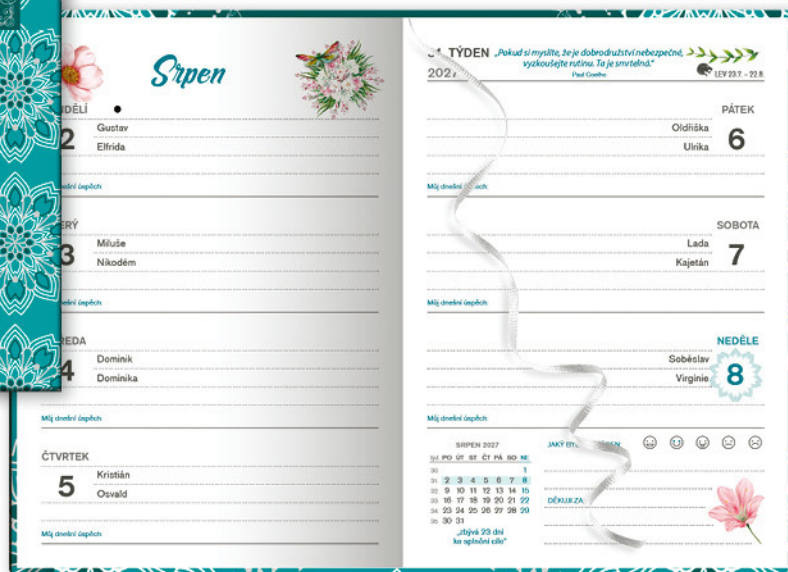 Srpen
2
Gustav
Elfrida
3
Miluše
Nikodém
Můj dnešní úspěch:
4
Dominik
Dominika
Můj dnešní úspěch:
ČTVRTEK
5
Kristián
Osvald
Můj dnešní úspěch:
TÝDEN
„Pokud si myslíte, že je dobrodružství nebezpečné,
vyzkoušejte rutinu. Ta je smrtelná.“
Paul Coelho
LEV 23.7. – 22.8.
PÁTEK
6
Oldřiška
Ulrika
Můj dnešní
SOBOTA
7
Lada
Kajetán
Můj dnešní úspěch:
NEDĚLE
8
Soběslav
Virginie
Můj dnešní úspěch:
SRPEN 2027
týd. PO ÚT ST ČT PÁ SO NE
30 1
31 2 3 4 5 6 7 8
32 9 10 11 12 13 14 15
33 16 17 18 19 20 21 22
34 23 24 25 26 27 28 29
35 30 31
„zbývá 23 dní
ke splnění cíle“
JAKÝ
DĚKUJI ZA: